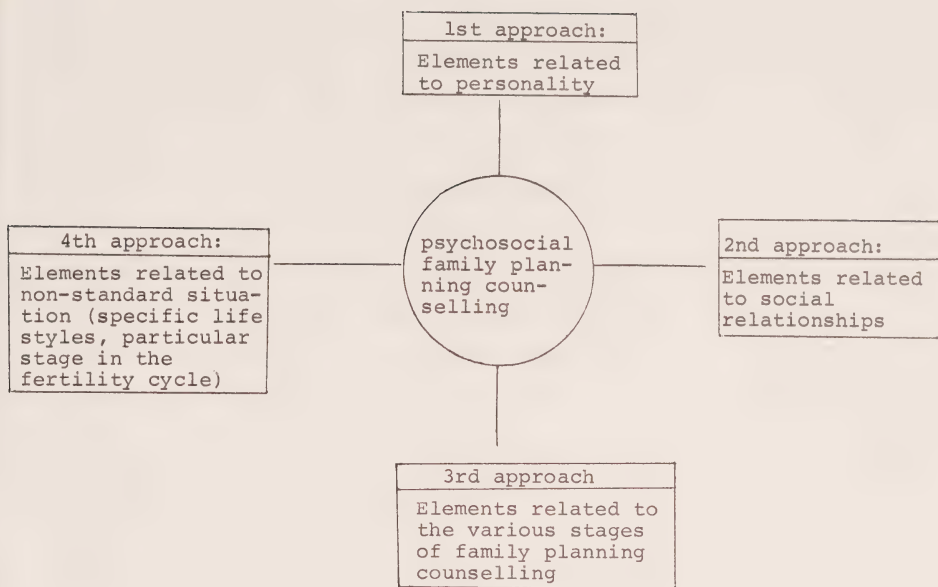 1st approach:
Elements related
to personality
4th approach:
Elements related to
non-standard situa-
tion (specific life
styles, particular
stage in the
fertility cycle)
psychosocial
family plan-
ning coun-
selling
2nd approach:
Elements related
to social
relationships
3rd approach
Elements related to
the various stages
of family planning
counselling